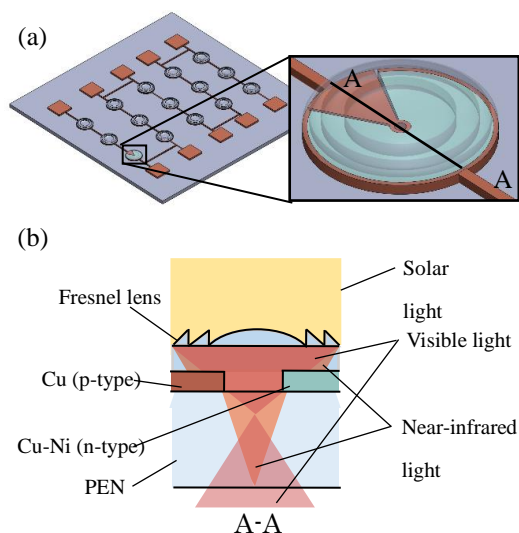 (a)
A
A
(b)
Solar
light
Fresnel lens
Visible light
Cu (p-type)
Cu-Ni (n-type)
Near-infrared
light
PEN
A-A